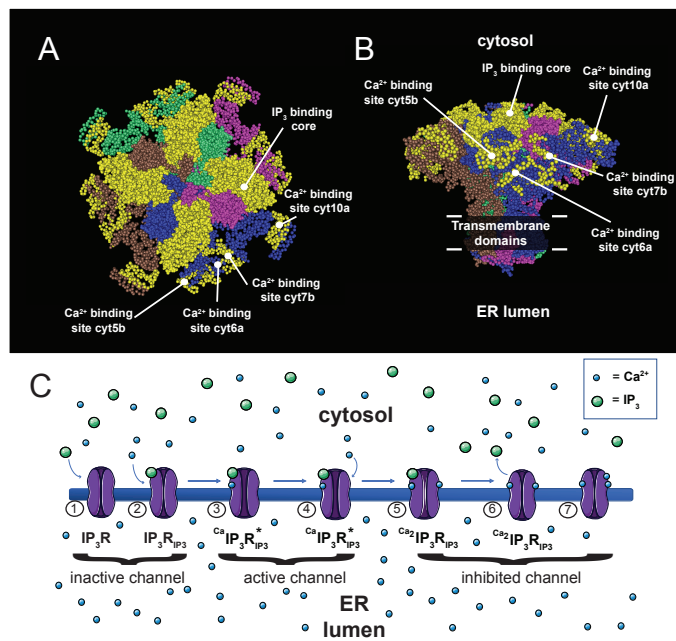 A
IP3 binding
core
Ca2+ binding
site cyt10a
Ca2+ binding
site cyt7b
Ca2+ binding
site cyt6a
Ca2+ binding
site cyt5b
B
cytosol
IP3 binding core
Ca2+ binding
site cyt5b
Ca2+ binding
site cyt10a
Ca2+ binding
site cyt7b
Ca2+ binding
site cyt6a
Transmembrane
domains
ER lumen
C
= Ca2+
= IP3
cytosol
1 2 3 4 5 6 7
IP3R IP3RIP3 CaIP3R*IP3 CaIP3R*IP3 Ca2IP3RIP3 Ca2IP3RIP3
inactive channel active channel inhibited channel
ER
lumen